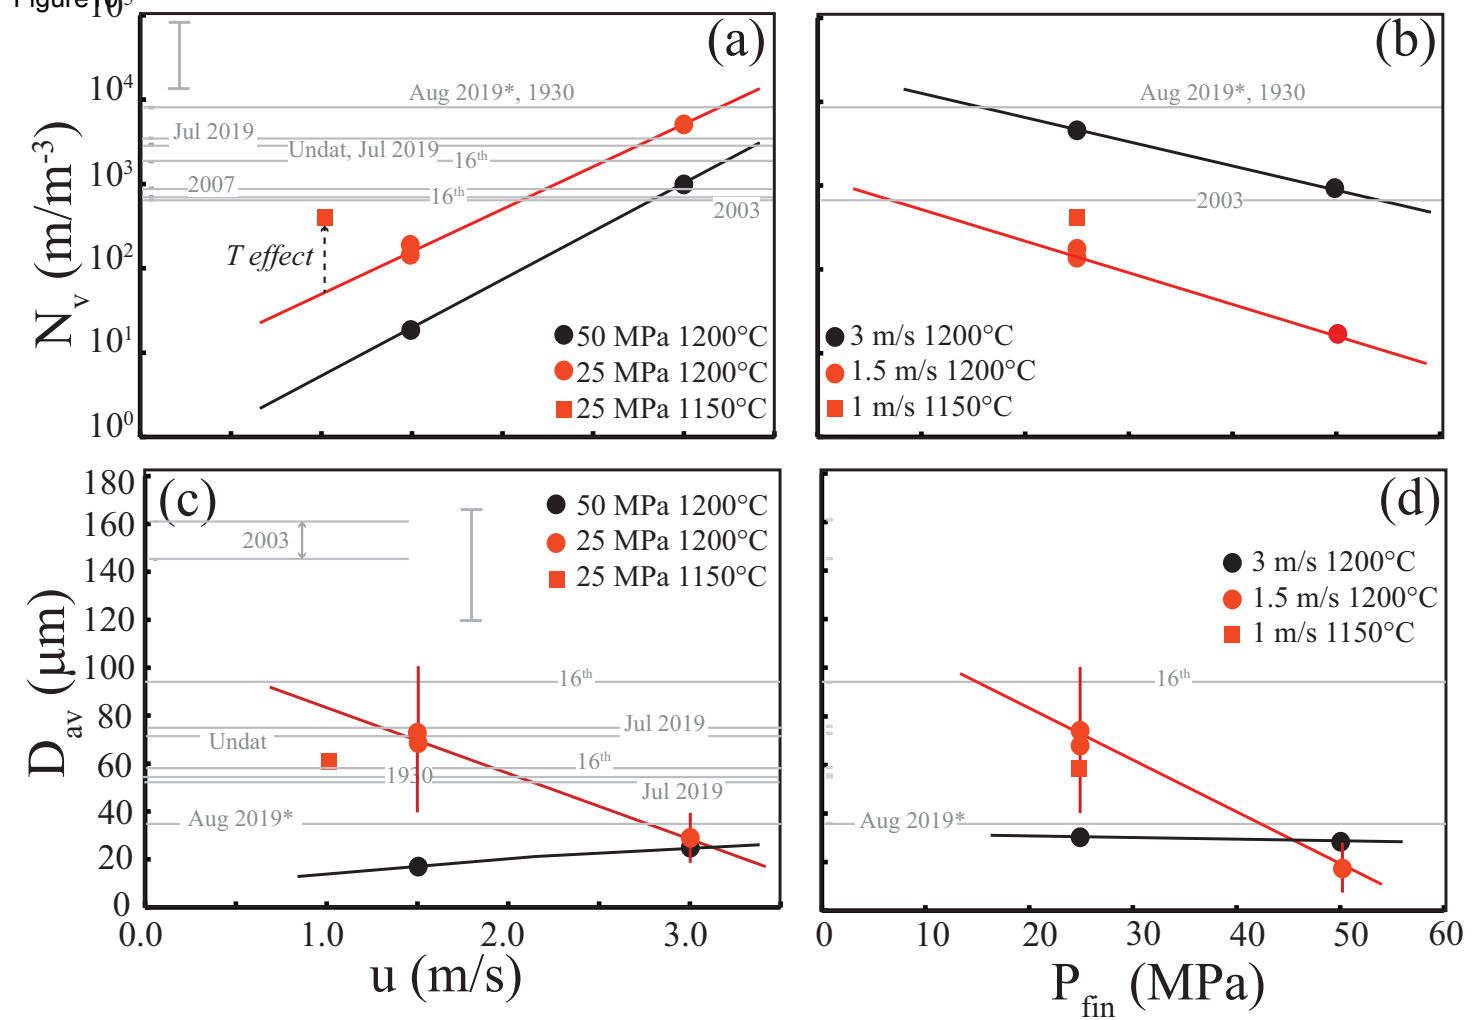 Figure 10
10⁵
(a)
(b)
10⁴
Aug 2019*, 1930
Aug 2019*, 1930
Jul 2019
Undat, Jul 2019
16th
10³
2007
16th
2003
2003
T effect
10²
10¹
10⁰
N_v (m/m⁻³)
50 MPa 1200°C
25 MPa 1200°C
25 MPa 1150°C
3 m/s 1200°C
1.5 m/s 1200°C
1 m/s 1150°C
(c)
(d)
180
160
140
120
100
80
60
40
20
0
D_av (μm)
2003
50 MPa 1200°C
25 MPa 1200°C
25 MPa 1150°C
16th
Jul 2019
Undat
16th
1930
Jul 2019
Aug 2019*
3 m/s 1200°C
1.5 m/s 1200°C
1 m/s 1150°C
16th
Aug 2019*
0.0 1.0 2.0 3.0
u (m/s)
0 10 20 30 40 50 60
P_fin (MPa)